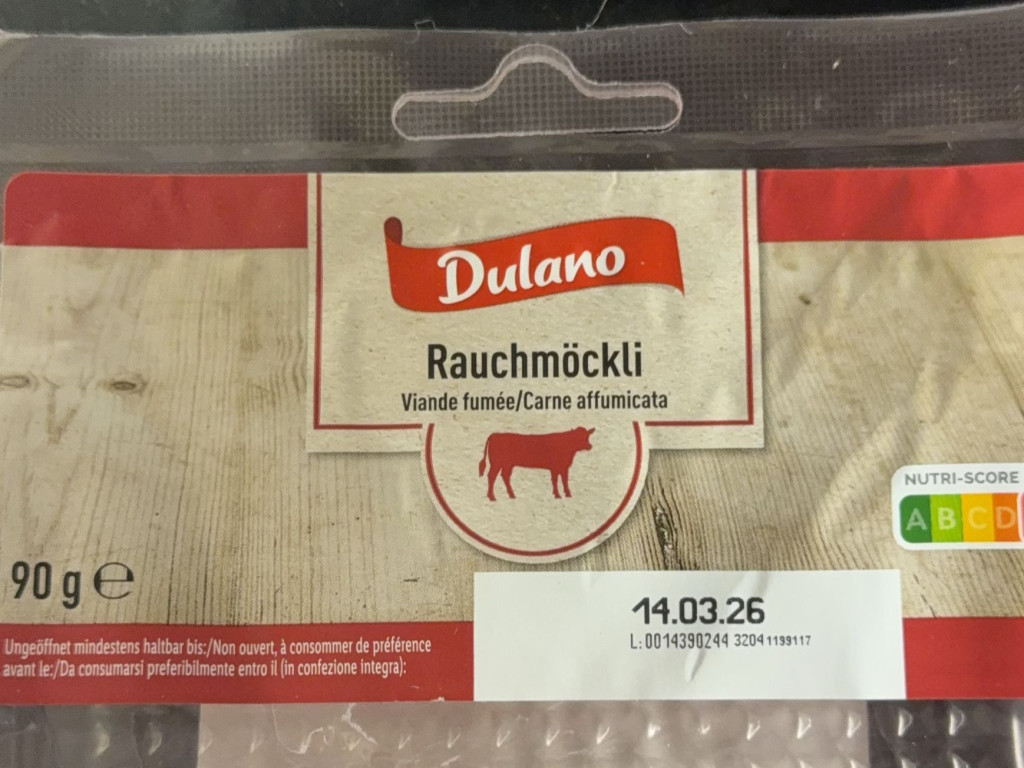 Dulano
Rauchmöckli
Viande fumée/Carne affumicata
NUTRI-SCORE
A B C D
90 g e
14.03.26
L:0014390244 3204 1199117
Ungeöffnet mindestens haltbar bis:/Non ouvert, à consommer de préférence
avant le:/Da consumarsi preferibilmente entro il (in confezione integra):